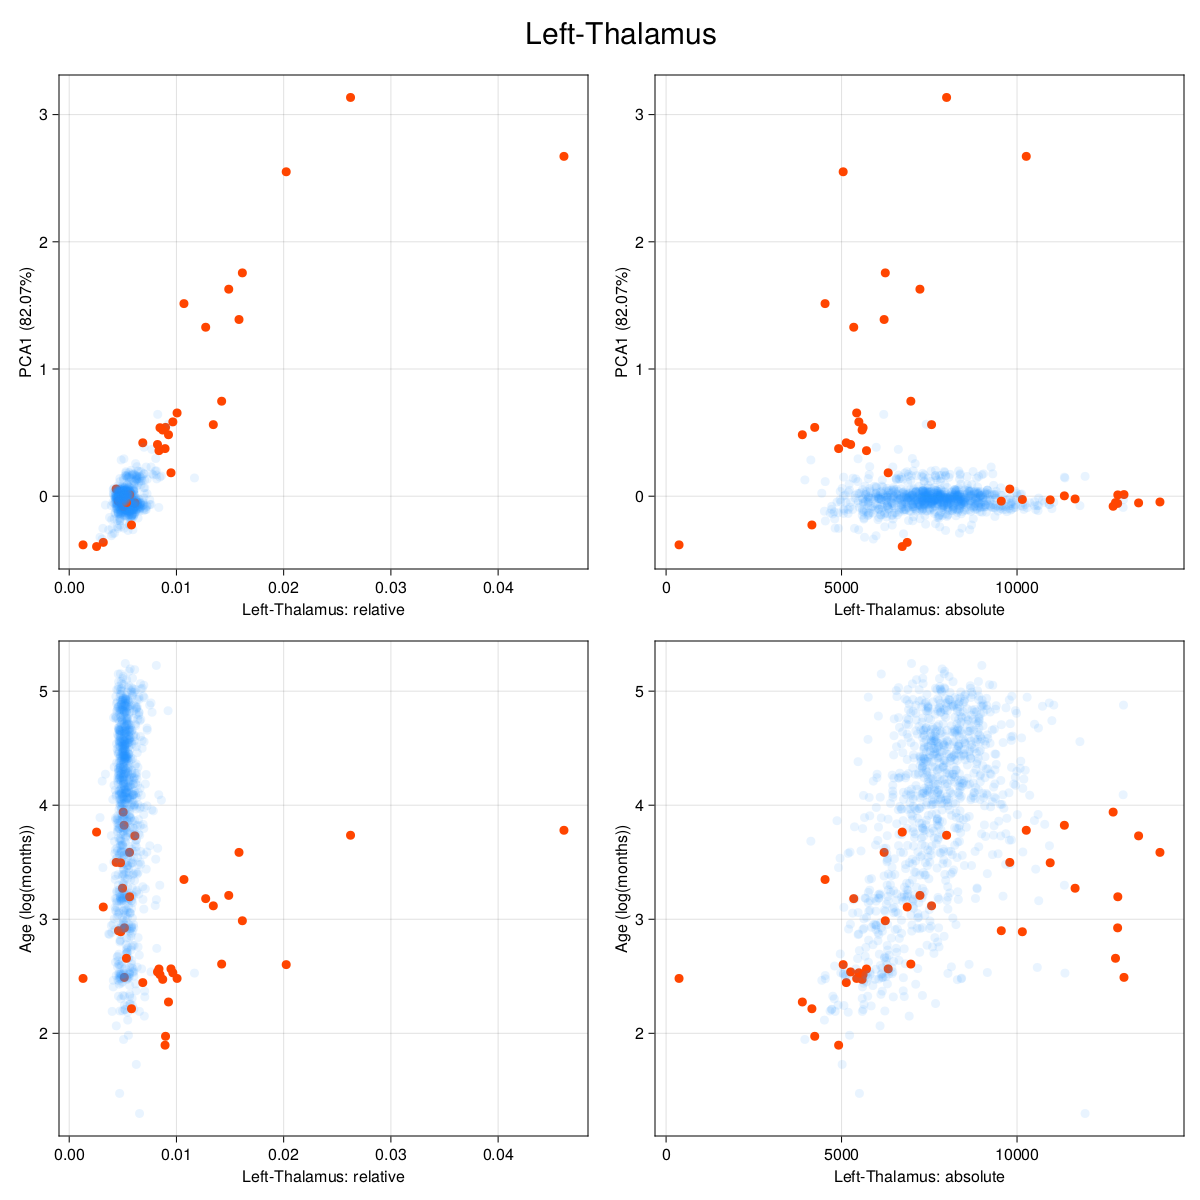 Left-Thalamus
3
2
1
0
PCA1 (82.07%)
0.00 0.01 0.02 0.03 0.04
Left-Thalamus: relative
3
2
1
0
PCA1 (82.07%)
0 5000 10000
Left-Thalamus: absolute
5
4
3
2
Age (log(months))
0.00 0.01 0.02 0.03 0.04
Left-Thalamus: relative
5
4
3
2
Age (log(months))
0 5000 10000
Left-Thalamus: absolute